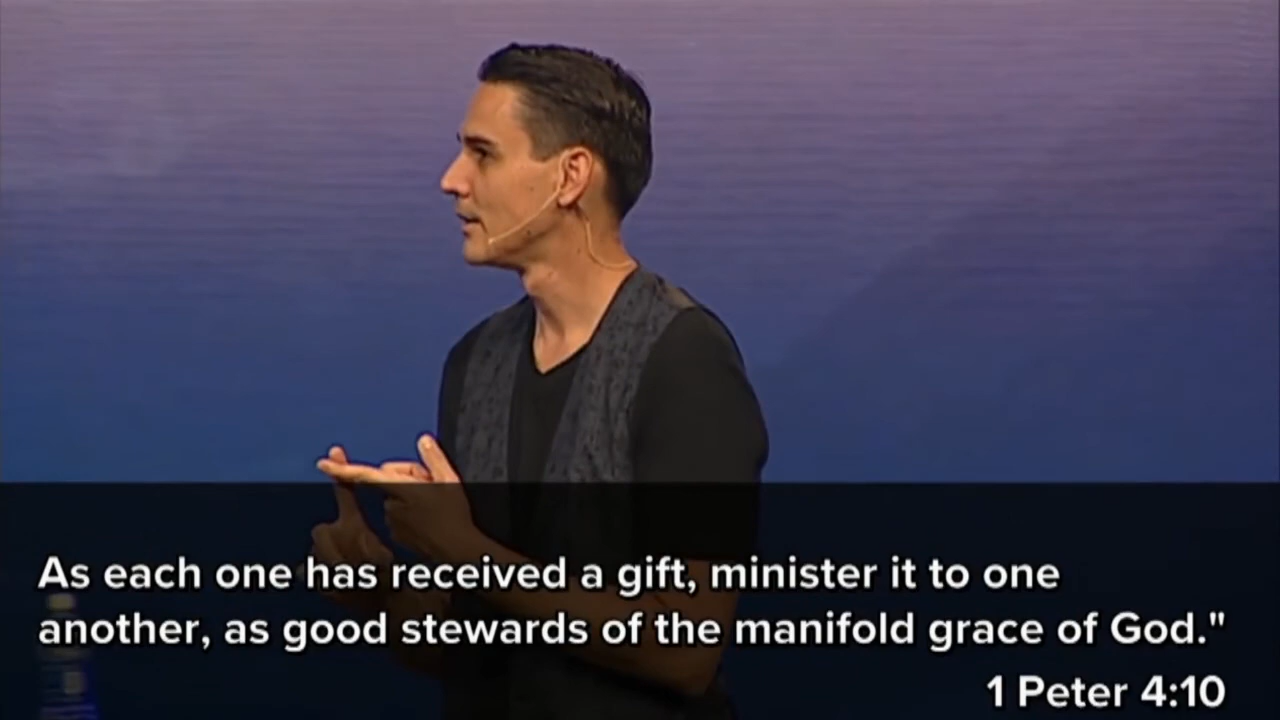 As each one has received a gift, minister it to one
another, as good stewards of the manifold grace of God."
1 Peter 4:10